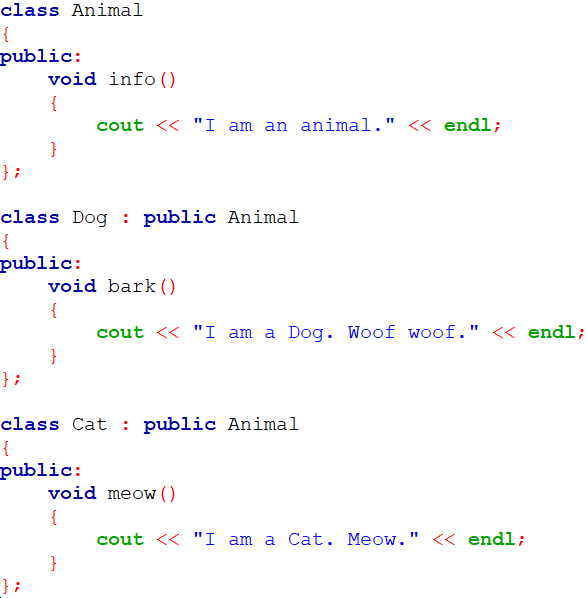 class Animal
{
public:
    void info()
    {
        cout << "I am an animal." << endl;
    }
};

class Dog : public Animal
{
public:
    void bark()
    {
        cout << "I am a Dog. Woof woof." << endl;
    }
};

class Cat : public Animal
{
public:
    void meow()
    {
        cout << "I am a Cat. Meow." << endl;
    }
};